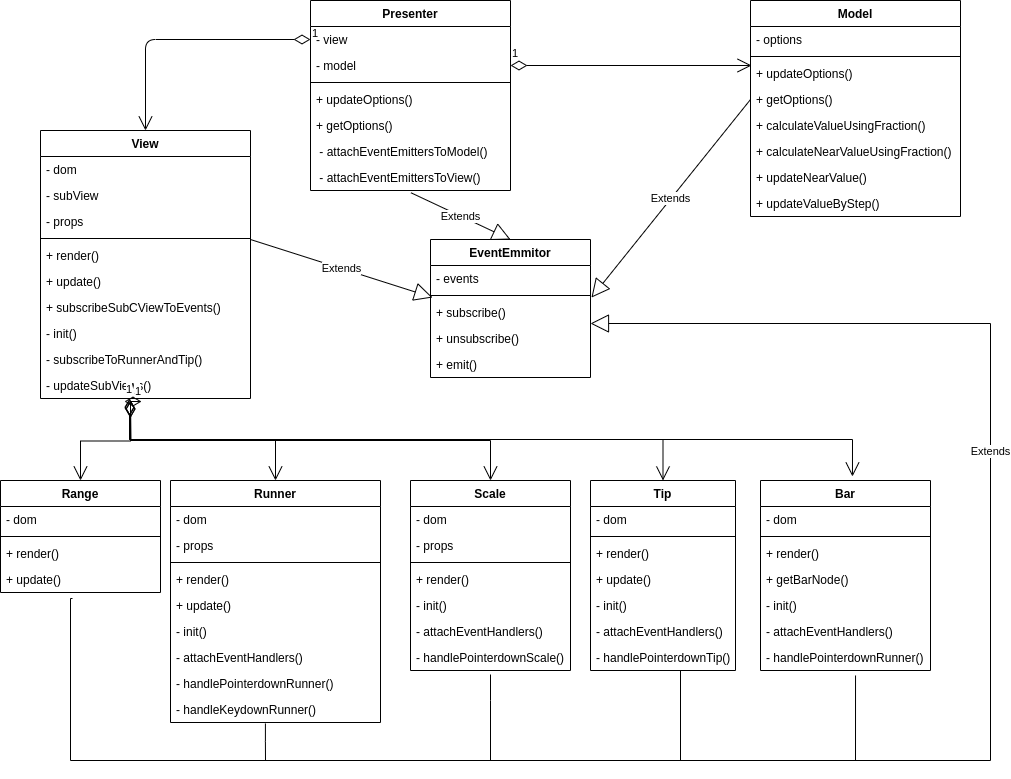 Presenter
- view
- model
+ updateOptions()
+ getOptions()
- attachEventEmittersToModel()
- attachEventEmittersToView()
1
1
Model
- options
+ updateOptions()
+ getOptions()
+ calculateValueUsingFraction()
+ calculateNearValueUsingFraction()
+ updateNearValue()
+ updateValueByStep()
View
- dom
- subView
- props
+ render()
+ update()
+ subscribeSubCViewToEvents()
- init()
- subscribeToRunnerAndTip()
- updateSubViews()
1
1
Extends
Extends
Extends
EventEmmitor
- events
+ subscribe()
+ unsubscribe()
+ emit()
Extends
Range
- dom
+ render()
+ update()
Runner
- dom
- props
+ render()
+ update()
- init()
- attachEventHandlers()
- handlePointerdownRunner()
- handleKeydownRunner()
Scale
- dom
- props
+ render()
- init()
- attachEventHandlers()
- handlePointerdownScale()
Tip
- dom
+ render()
+ update()
- init()
- attachEventHandlers()
- handlePointerdownTip()
Bar
- dom
+ render()
+ getBarNode()
- init()
- attachEventHandlers()
- handlePointerdownRunner()